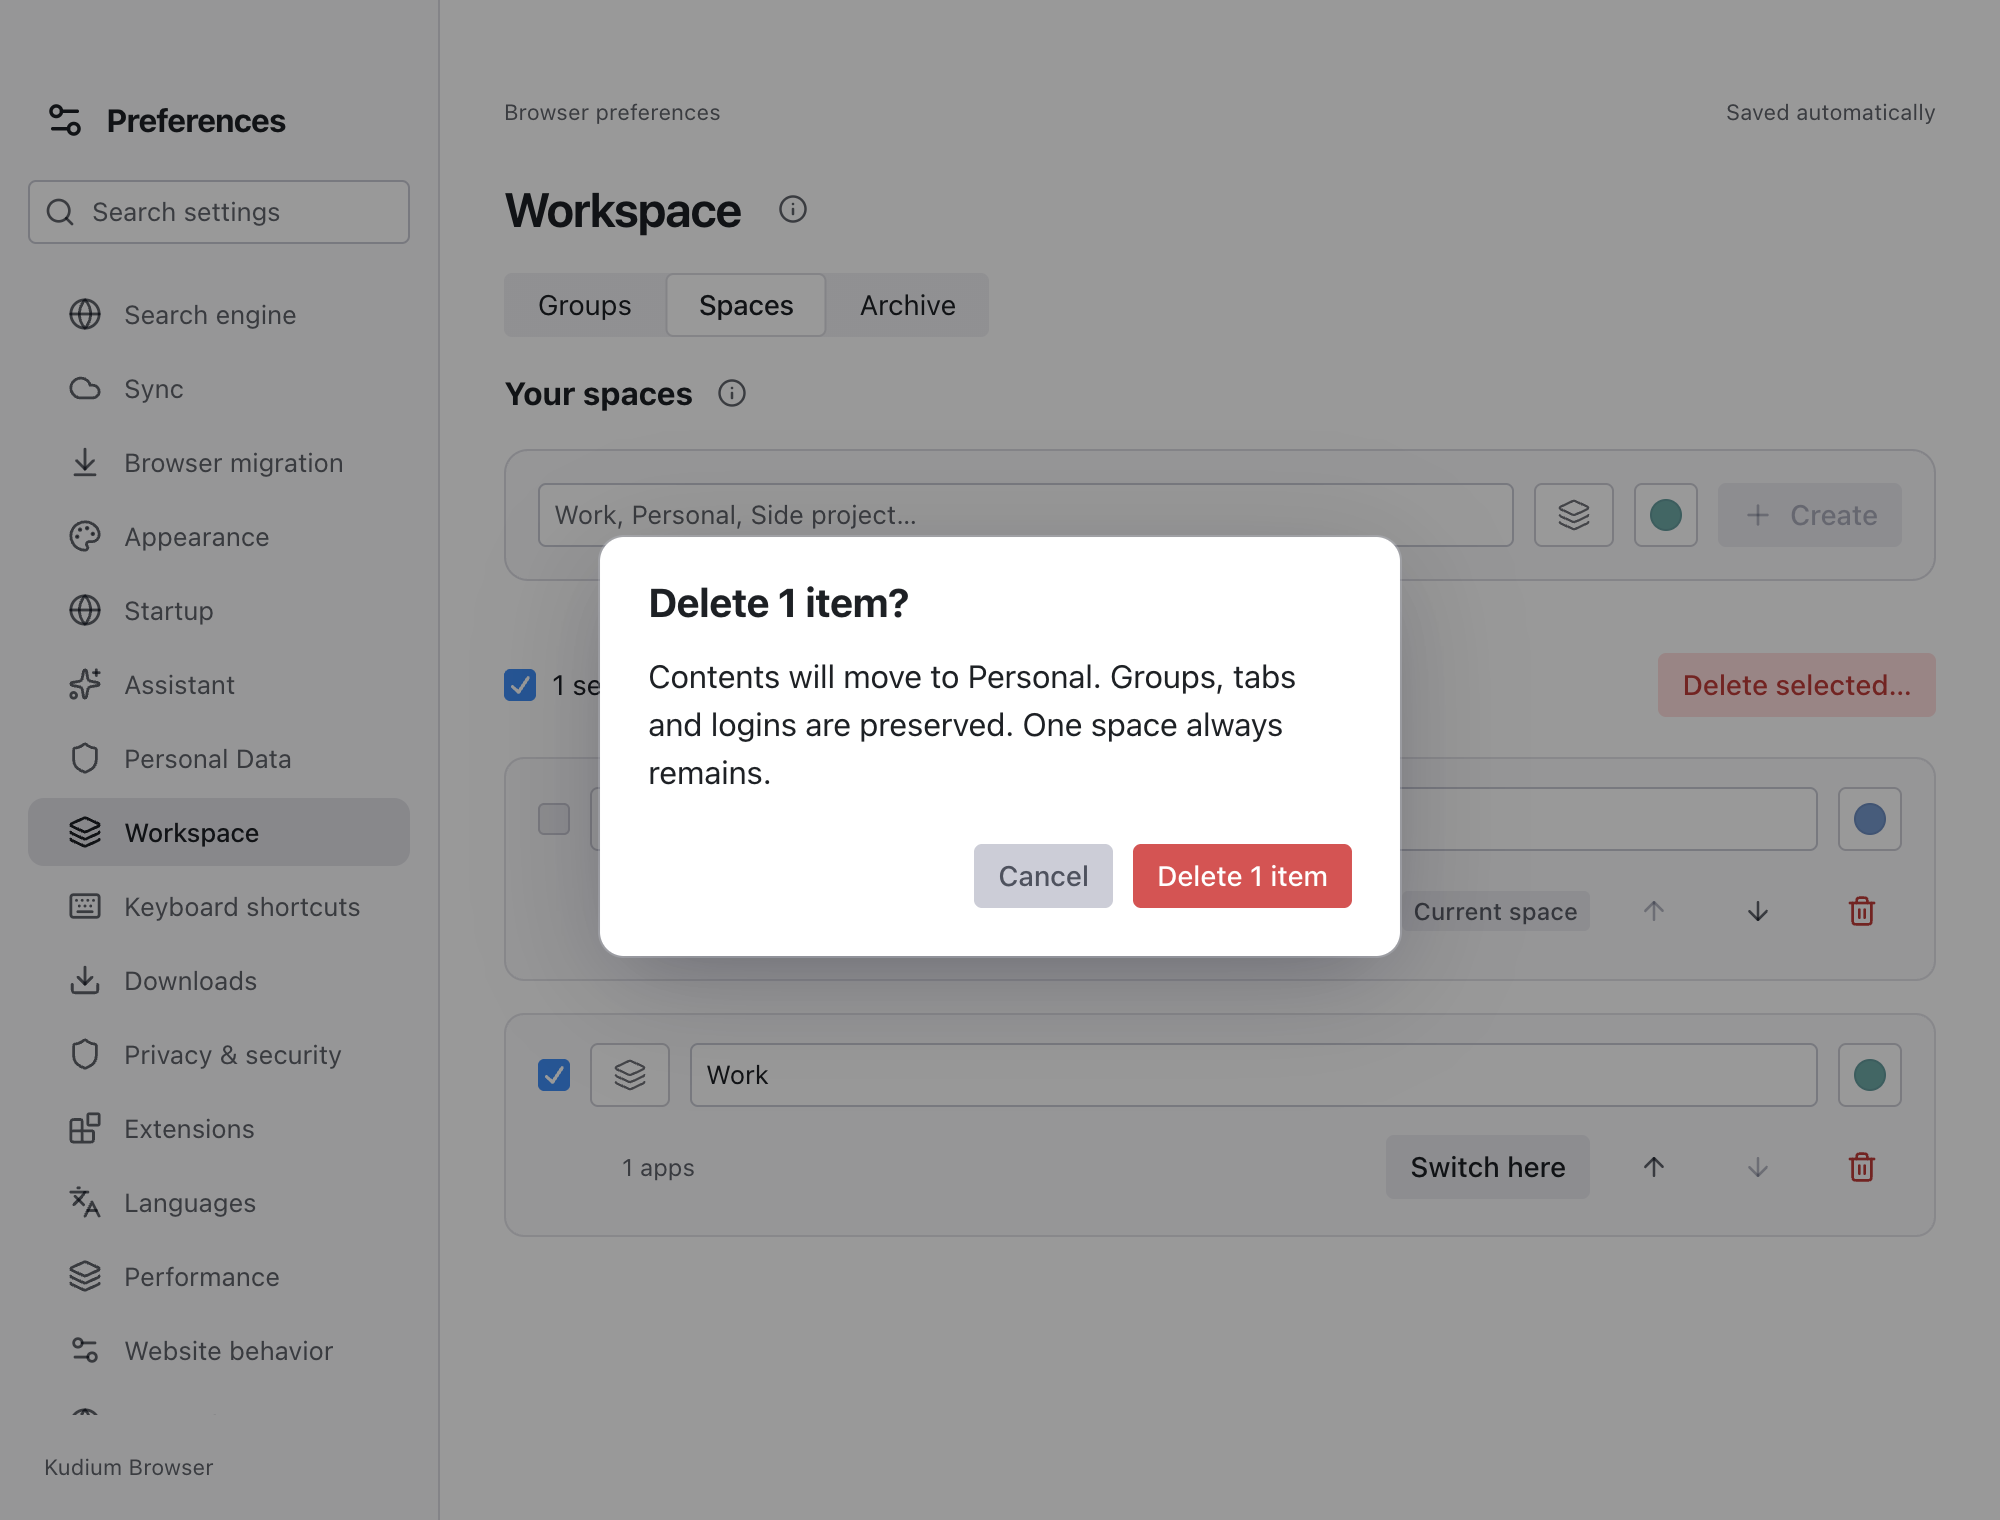 Preferences
Search settings
Search engine
Sync
Browser migration
Appearance
Startup
Assistant
Personal Data
Workspace
Keyboard shortcuts
Downloads
Privacy & security
Extensions
Languages
Performance
Website behavior
Kudium Browser
Browser preferences
Saved automatically
Workspace
Groups
Spaces
Archive
Your spaces
Work, Personal, Side project...
Create
1 se
Delete selected...
Delete 1 item?
Contents will move to Personal. Groups, tabs
and logins are preserved. One space always
remains.
Cancel
Delete 1 item
Current space
Work
1 apps
Switch here